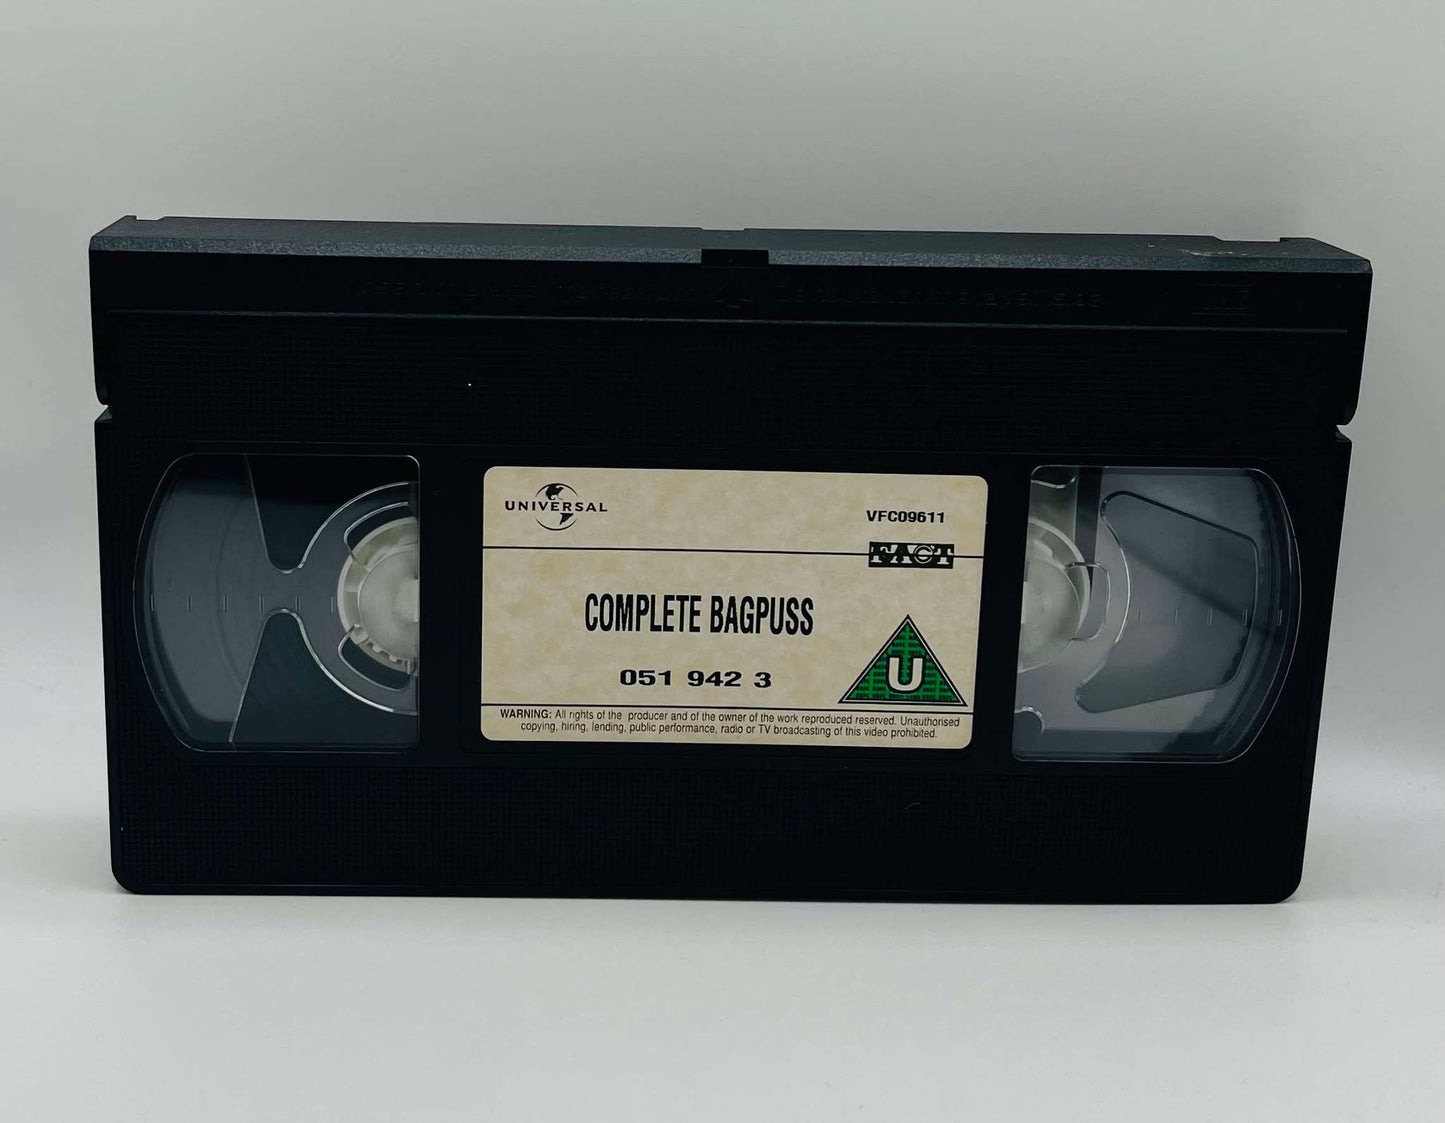 UNIVERSAL
VFC09611
FACT
COMPLETE BAGPUSS
051 942 3
U
WARNING: All rights of the producer and of the owner of the work reproduced reserved. Unauthorised
copying, hiring, lending, public performance, radio or TV broadcasting of this video prohibited.